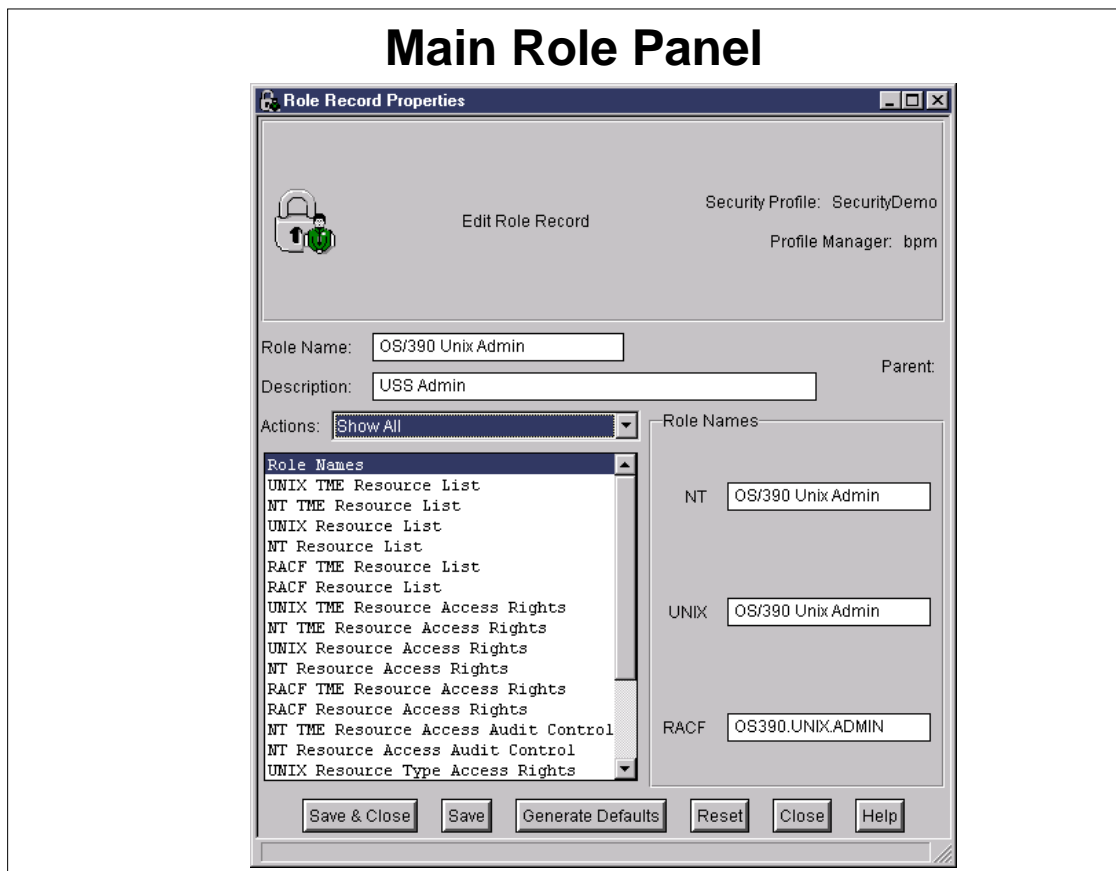 Main Role Panel
Role Record Properties
Edit Role Record
Security Profile: SecurityDemo
Profile Manager: bpm
Role Name: OS/390 Unix Admin
Parent:
Description: USS Admin
Actions: Show All
Role Names
UNIX TME Resource List
NT TME Resource List
UNIX Resource List
NT Resource List
RACF TME Resource List
RACF Resource List
UNIX TME Resource Access Rights
NT TME Resource Access Rights
UNIX Resource Access Rights
NT Resource Access Rights
RACF TME Resource Access Rights
RACF Resource Access Rights
NT TME Resource Access Audit Control
NT Resource Access Audit Control
UNIX Resource Type Access Rights
Role Names
NT OS/390 Unix Admin
UNIX OS/390 Unix Admin
RACF OS390.UNIX.ADMIN
Save & Close Save Generate Defaults Reset Close Help